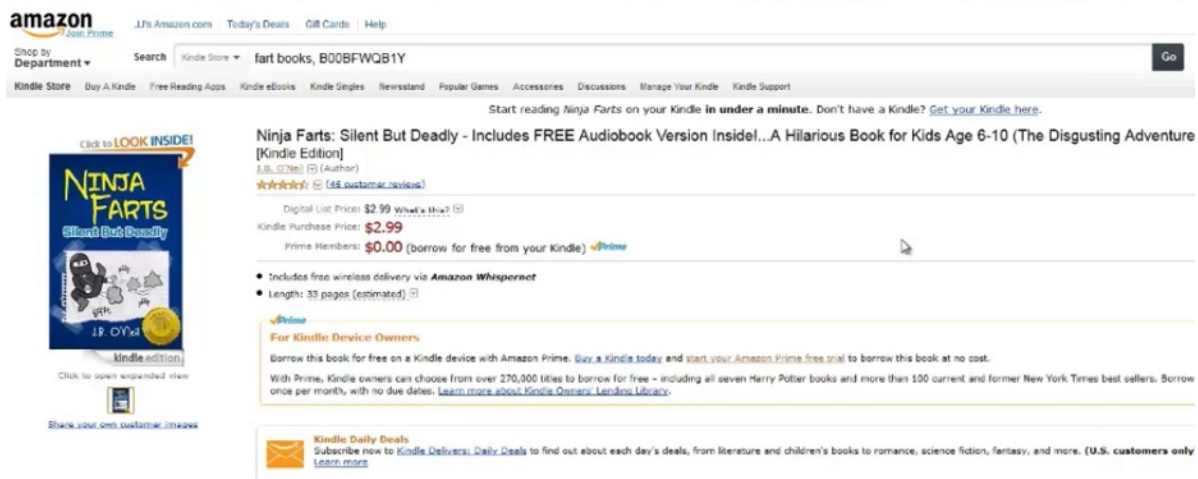 amazon
Join Prime
JJ's Amazon.com Today's Deals Gift Cards Help
Shop by
Department
Search Kindle Store fart books, B00BFWQB1Y Go
Kindle Store Buy A Kindle Free Reading Apps Kindle eBooks Kindle Singles Newsstand Popular Games Accessories Discussions Manage Your Kindle Kindle Support
Start reading Ninja Farts on your Kindle in under a minute. Don't have a Kindle? Get your Kindle here.
Click to LOOK INSIDE!
NINJA
FARTS
Silent But Deadly
J.B. O'Neil
kindle edition
Click to open expanded view
Share your own customer images
Ninja Farts: Silent But Deadly - Includes FREE Audiobook Version Inside!...A Hilarious Book for Kids Age 6-10 (The Disgusting Adventure
[Kindle Edition]
J.B. O'Neil (Author)
(46 customer reviews)
Digital List Price: $2.99 What's this?
Kindle Purchase Price: $2.99
Prime Members: $0.00 (borrow for free from your Kindle) Prime
Includes free wireless delivery via Amazon Whispernet
Length: 33 pages (estimated)
Prime
For Kindle Device Owners
Borrow this book for free on a Kindle device with Amazon Prime. Buy a Kindle today and start your Amazon Prime free trial to borrow this book at no cost.
With Prime, Kindle owners can choose from over 270,000 titles to borrow for free – including all seven Harry Potter books and more than 100 current and former New York Times best sellers. Borrow
once per month, with no due dates. Learn more about Kindle Owners' Lending Library.
Kindle Daily Deals
Subscribe now to Kindle Delivers: Daily Deals to find out about each day's deals, from literature and children's books to romance, science fiction, fantasy, and more. (U.S. customers only
Learn more